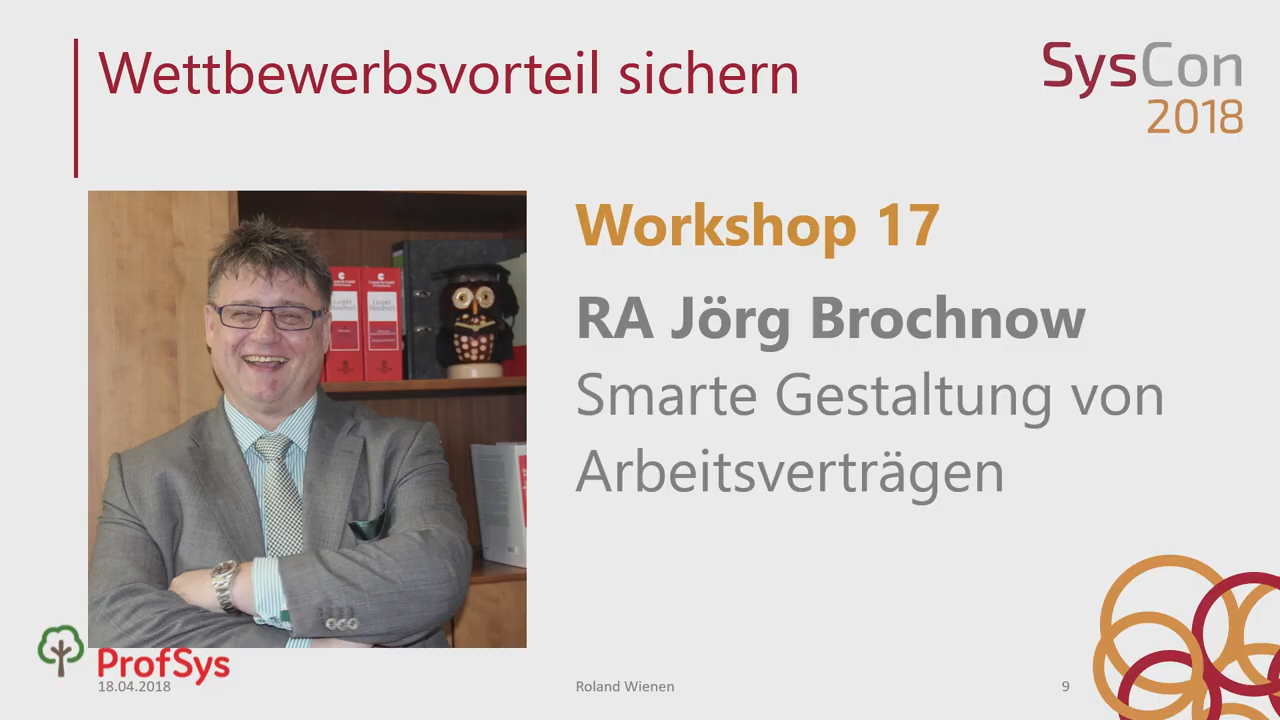 Wettbewerbsvorteil sichern
SysCon
2018
Workshop 17
RA Jörg Brochnow
Smarte Gestaltung von
Arbeitsverträgen
ProfSys
18.04.2018
Roland Wienen
9